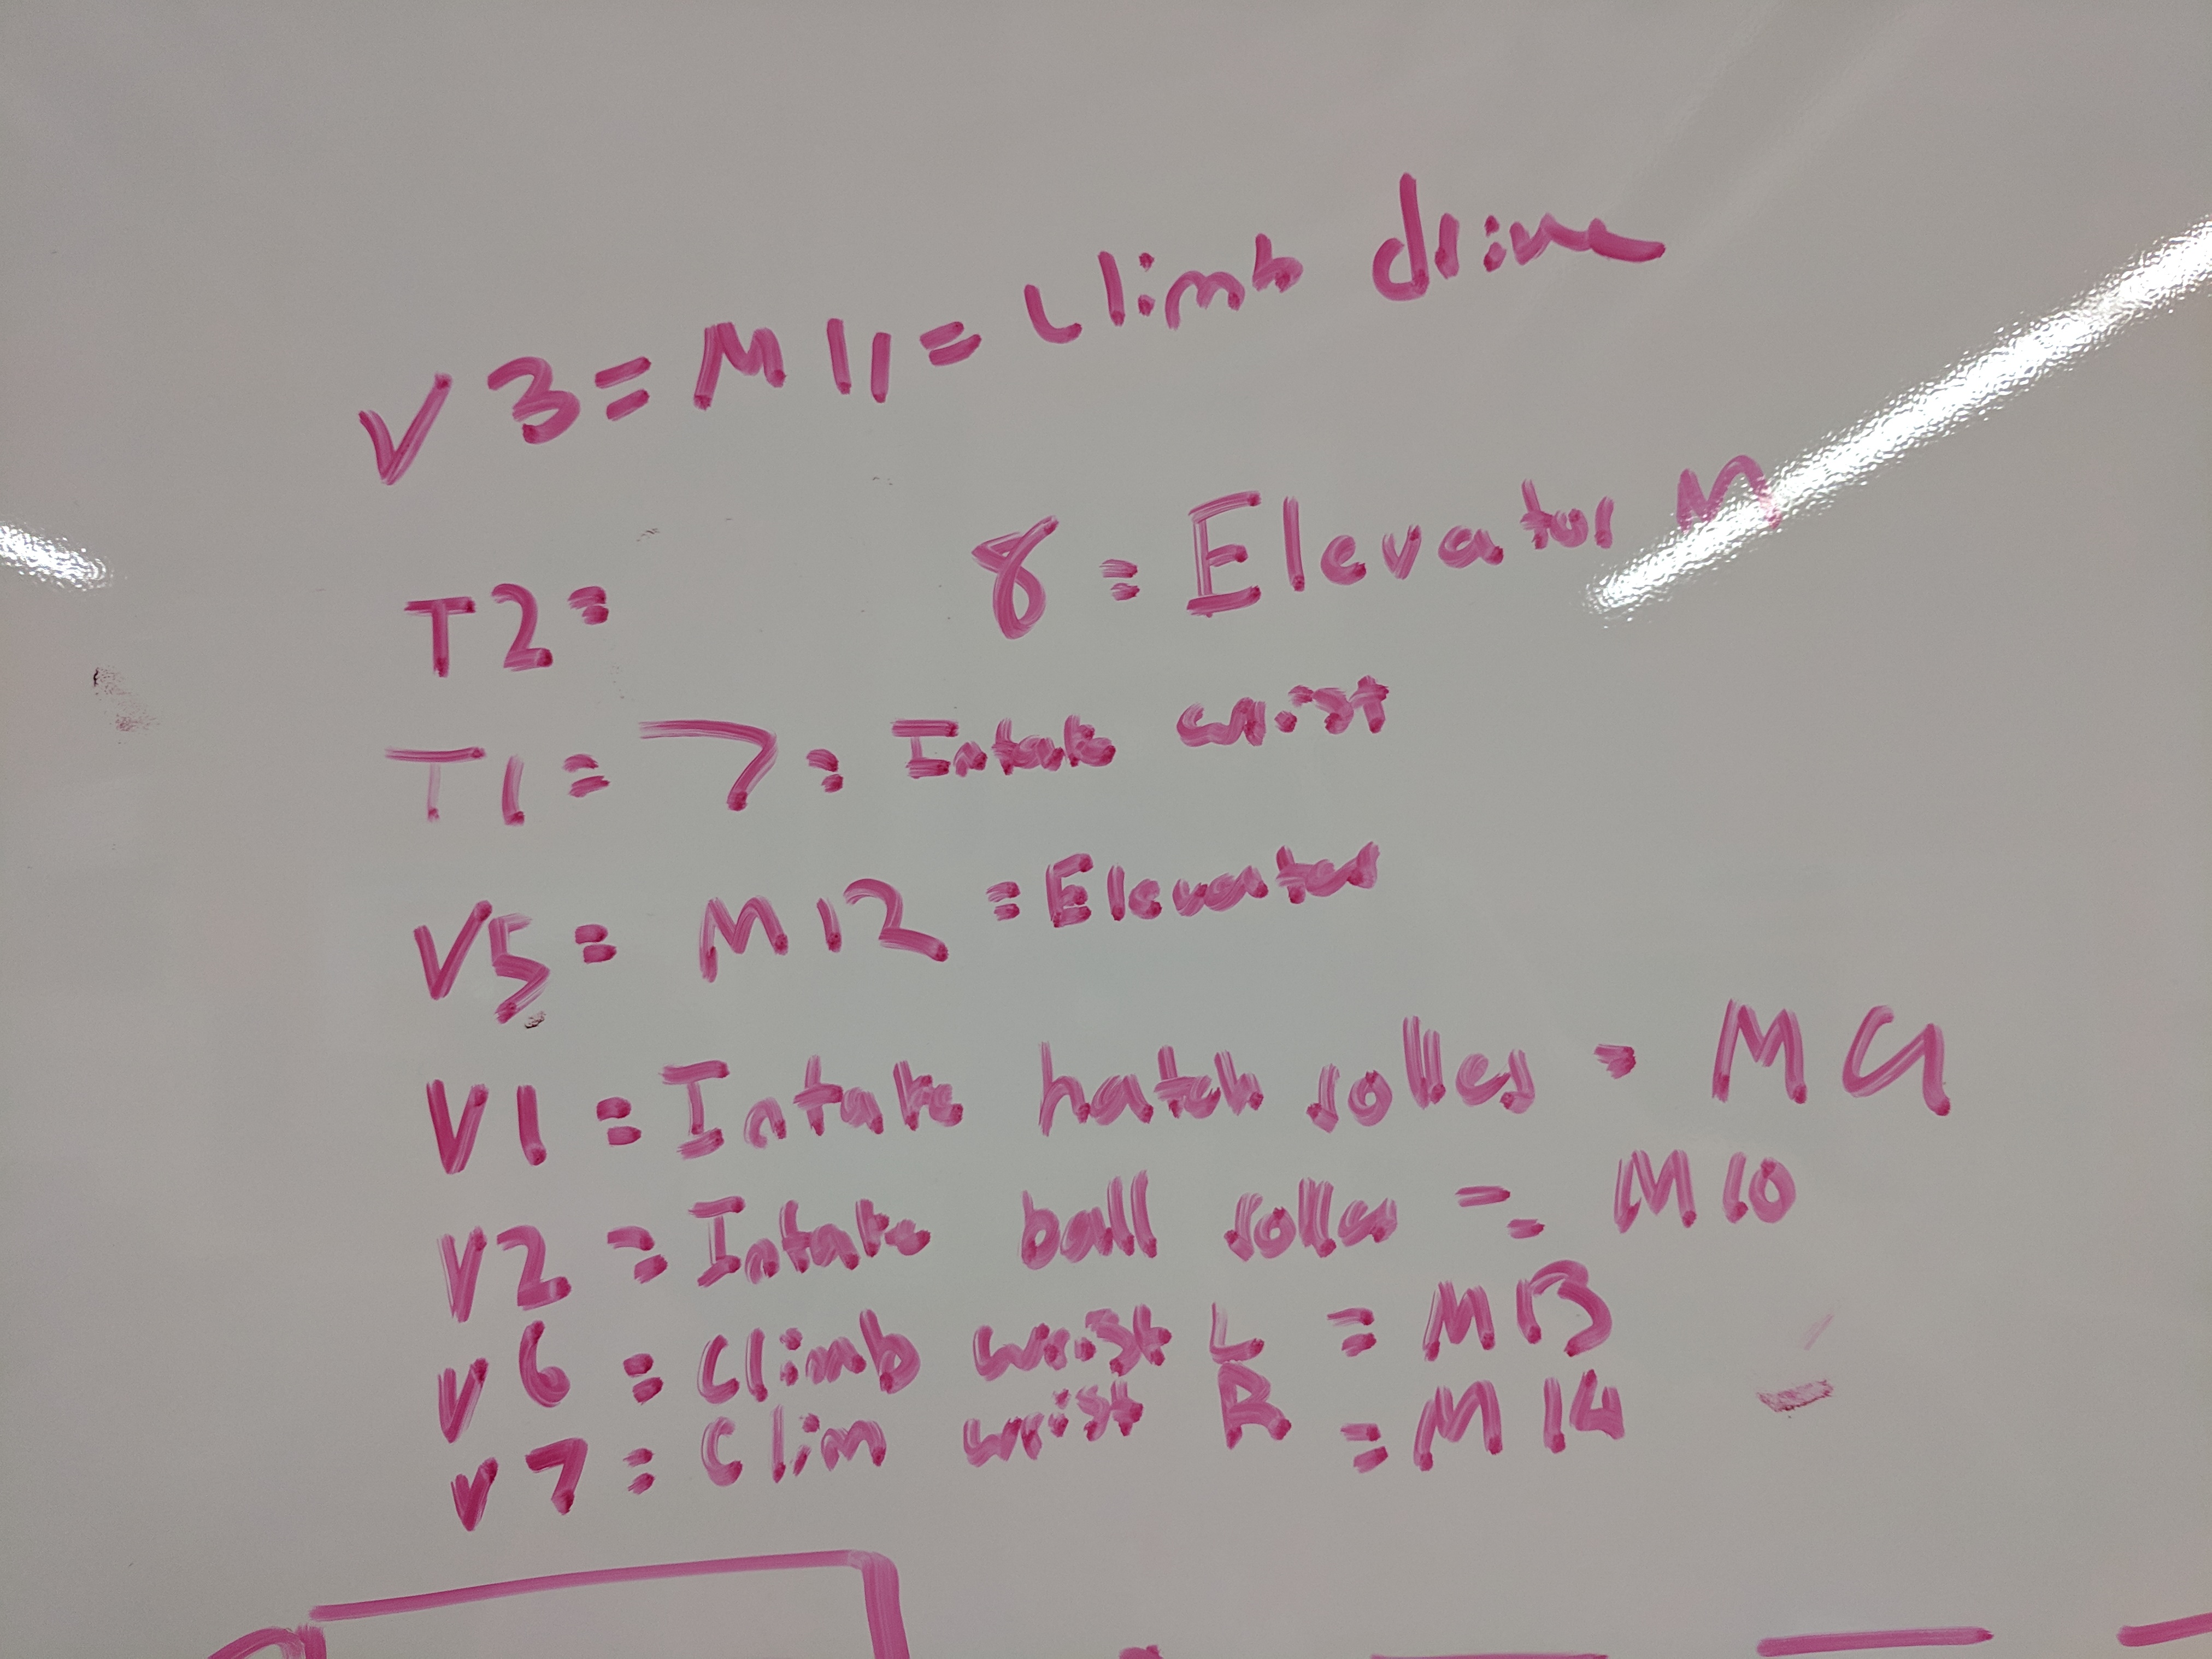 V3 = M11 = Climb drive
T2 = 8 = Elevator M
T1 = 7 = Intake wrist
V5 = M12 = Elevator
V1 = Intake hatch roller = M9
V2 = Intake ball roller = M10
V6 = Climb wrist L = M13
V7 = Clim wrist R = M14